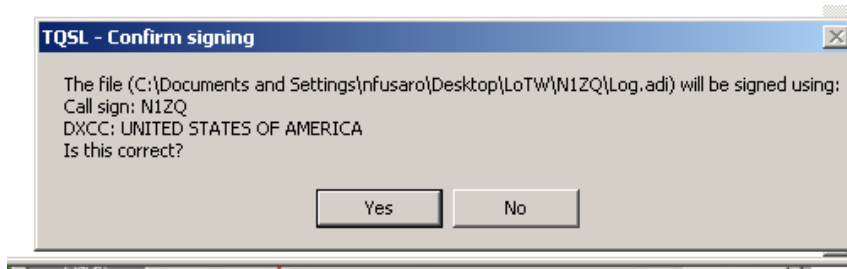 TQSL - Confirm signing
The file (C:\Documents and Settings\nfusaro\Desktop\LoTW\N1ZQ\Log.adi) will be signed using:
Call sign: N1ZQ
DXCC: UNITED STATES OF AMERICA
Is this correct?
Yes No